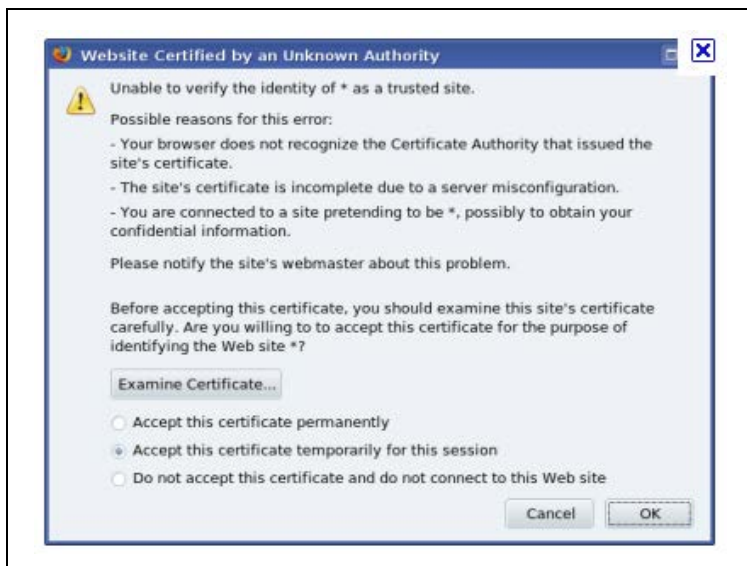 Website Certified by an Unknown Authority
Unable to verify the identity of * as a trusted site.
Possible reasons for this error:
- Your browser does not recognize the Certificate Authority that issued the
site's certificate.
- The site's certificate is incomplete due to a server misconfiguration.
- You are connected to a site pretending to be *, possibly to obtain your
confidential information.
Please notify the site's webmaster about this problem.
Before accepting this certificate, you should examine this site's certificate
carefully. Are you willing to to accept this certificate for the purpose of
identifying the Web site *?
Examine Certificate...
Accept this certificate permanently
Accept this certificate temporarily for this session
Do not accept this certificate and do not connect to this Web site
Cancel OK